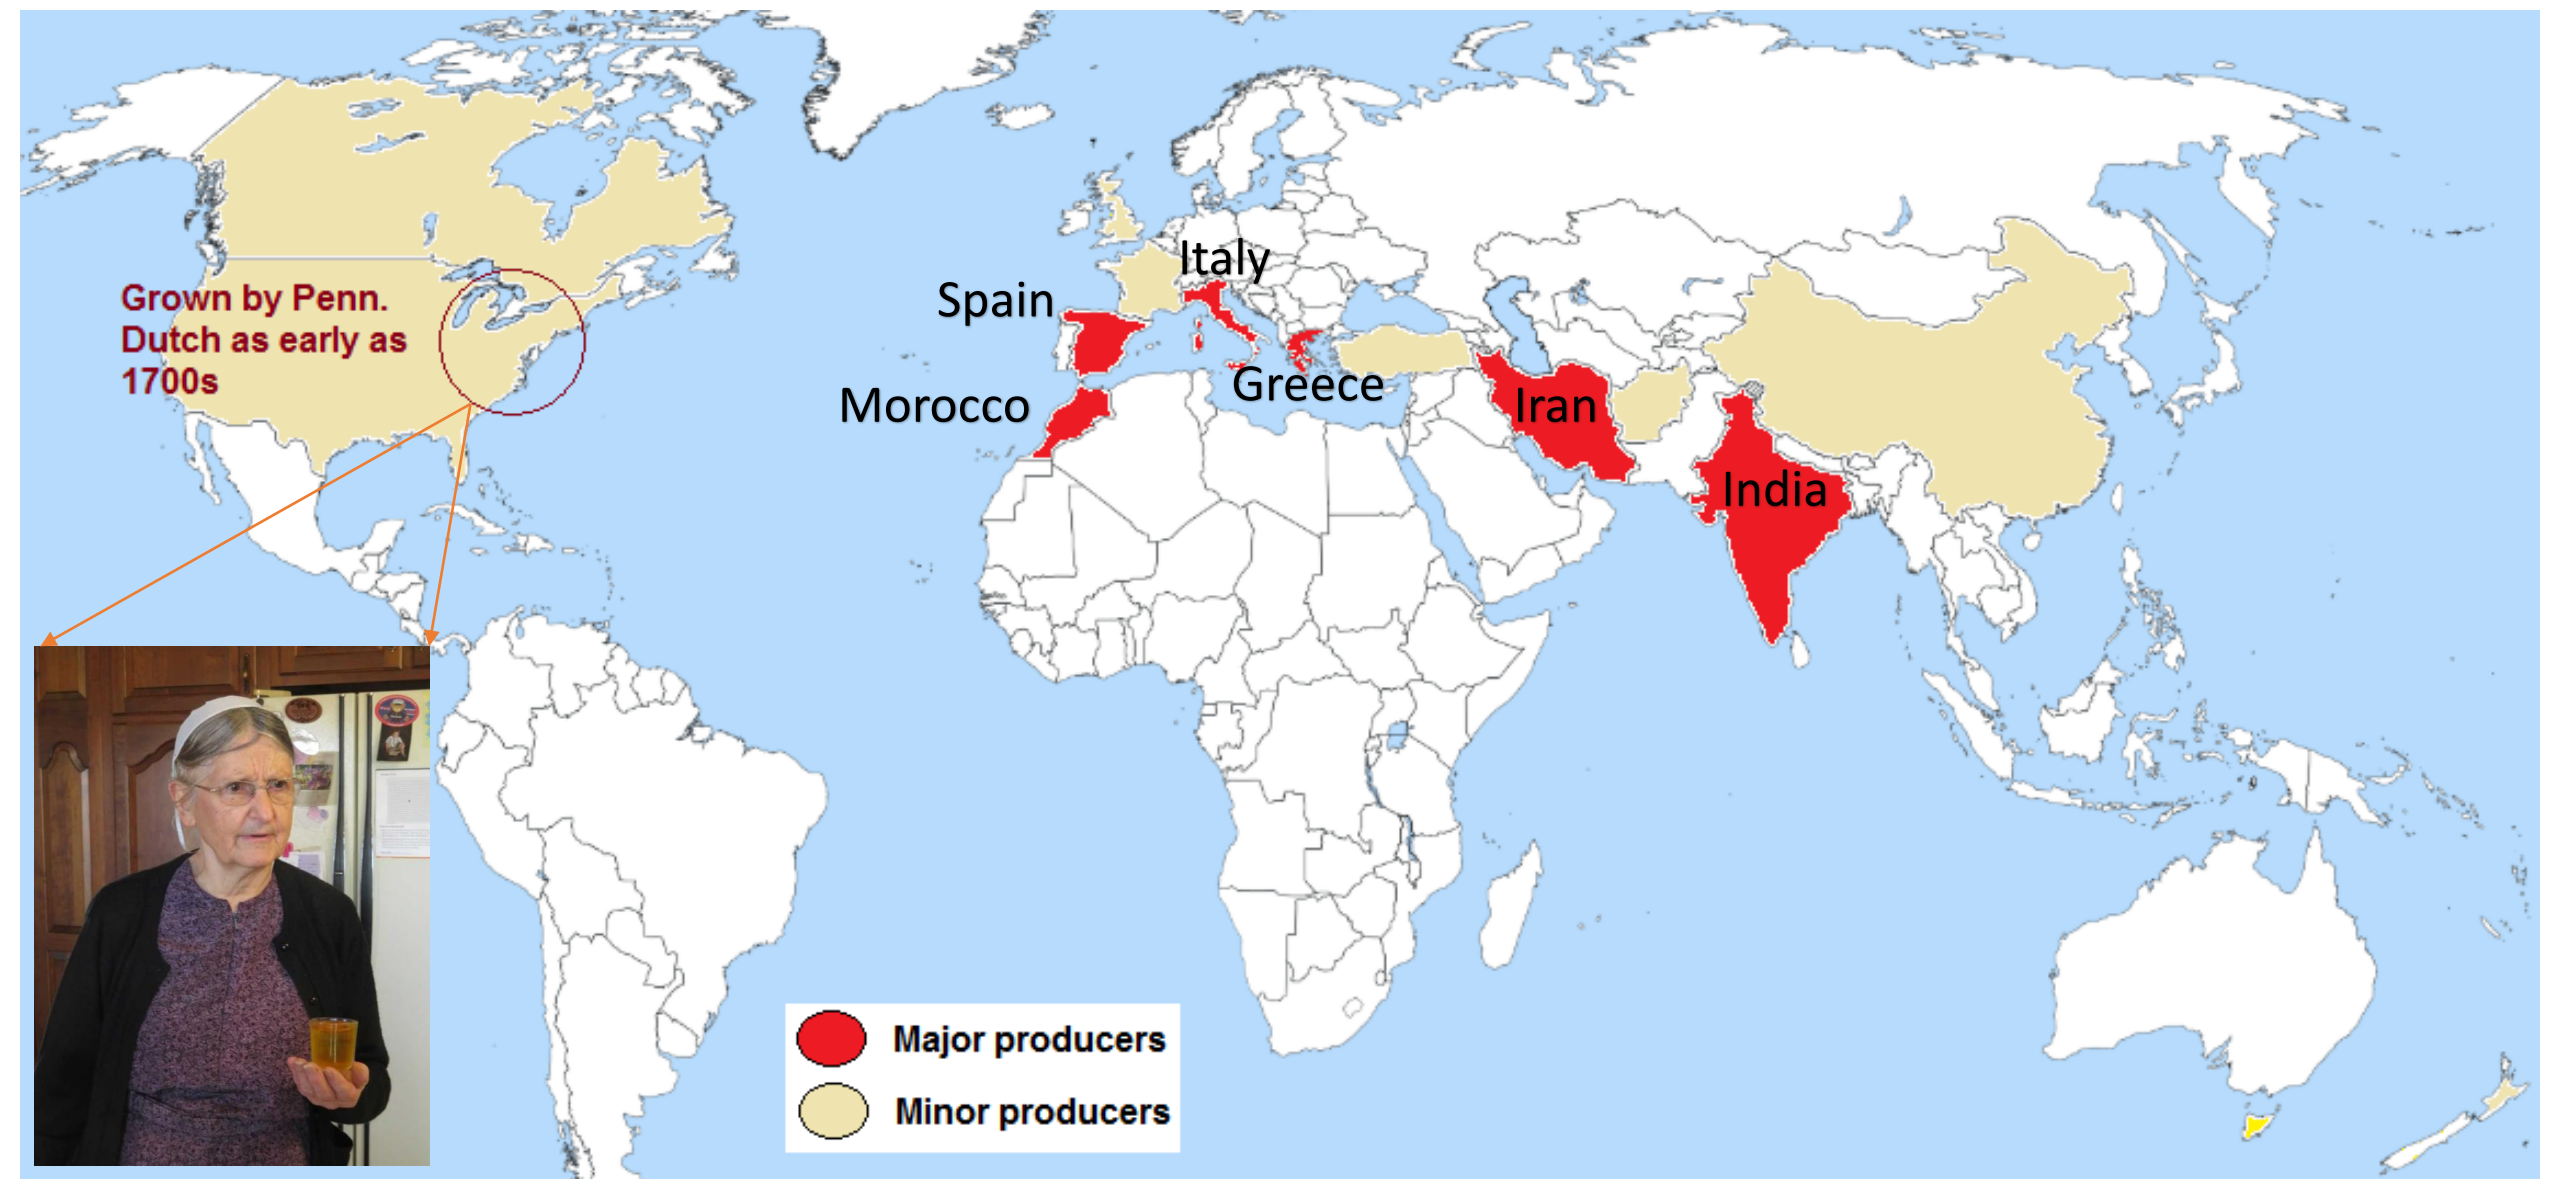 Grown by Penn.
Dutch as early as
1700s
Italy
Spain
Greece
Morocco
Iran
India
Major producers
Minor producers